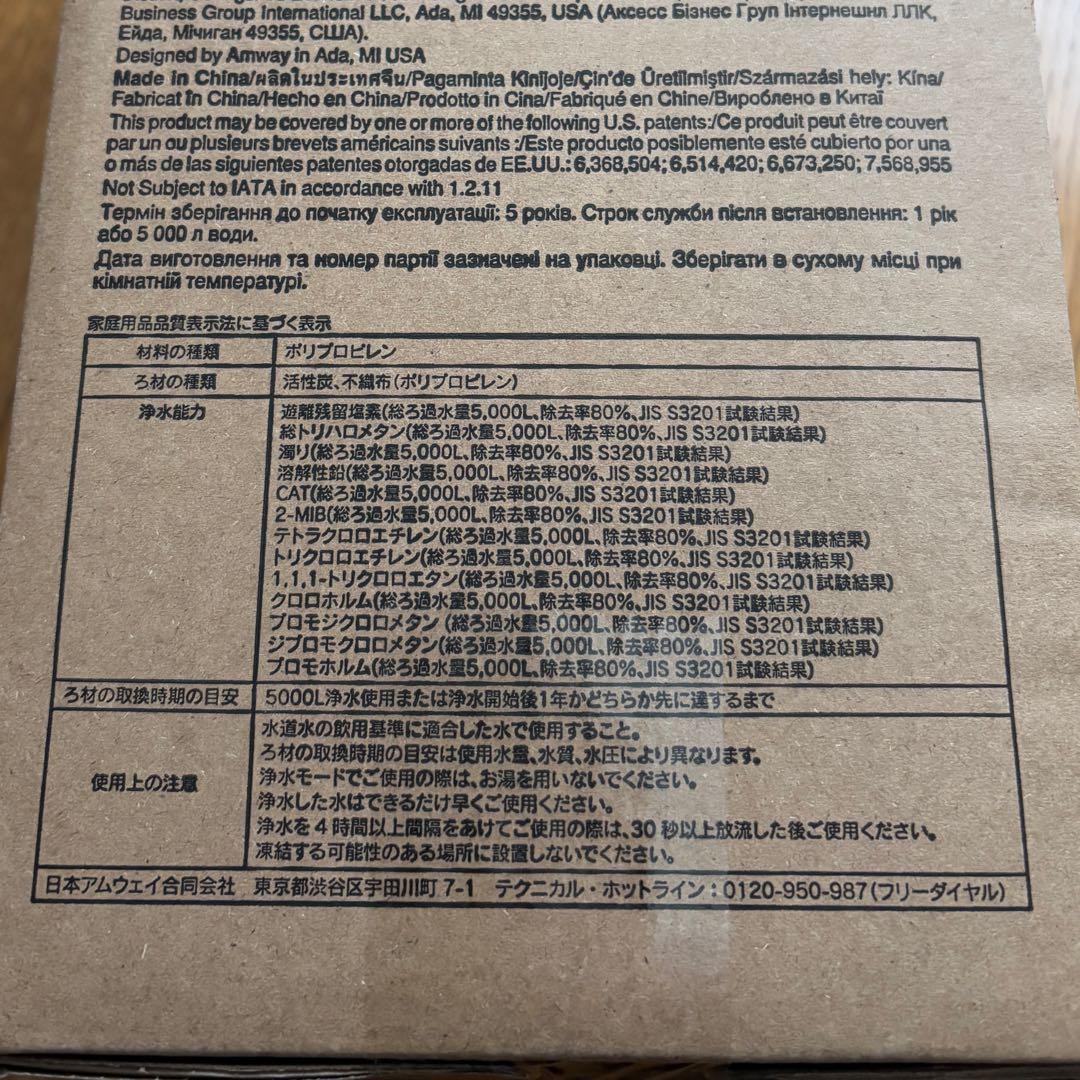 Business Group International LLC, Ada, MI 49355, USA (Аксесс Бізнес Груп Інтернешнл ЛЛК,
Ейда, Мічиган 49355, США).
Designed by Amway in Ada, MI USA
Made in China/ผลิตในประเทศจีน/Pagaminta Kinijoje/Çin'de Üretilmiştir/Származási hely: Kína/
Fabricat în China/Hecho en China/Prodotto in Cina/Fabriqué en Chine/Вироблено в Китаї
This product may be covered by one or more of the following U.S. patents:/Ce produit peut être couvert
par un ou plusieurs brevets américains suivants :/Este producto posiblemente esté cubierto por una
o más de las siguientes patentes otorgadas de EE.UU.: 6,368,504; 6,514,420; 6,673,250; 7,568,955
Not Subject to IATA in accordance with 1.2.11
Термін зберігання до початку експлуатації: 5 років. Строк служби після встановлення: 1 рік
або 5 000 л води.
Дата виготовлення та номер партії зазначені на упаковці. Зберігати в сухому місці при
кімнатній температурі.
家庭用品品質表示法に基づく表示
材料の種類 ポリプロピレン
ろ材の種類 活性炭、不織布(ポリプロピレン)
浄水能力 遊離残留塩素(総ろ過水量5,000L、除去率80%、JIS S3201試験結果)
総トリハロメタン(総ろ過水量5,000L、除去率80%、JIS S3201試験結果)
濁り(総ろ過水量5,000L、除去率80%、JIS S3201試験結果)
溶解性鉛(総ろ過水量5,000L、除去率80%、JIS S3201試験結果)
CAT(総ろ過水量5,000L、除去率80%、JIS S3201試験結果)
2-MIB(総ろ過水量5,000L、除去率80%、JIS S3201試験結果)
テトラクロロエチレン(総ろ過水量5,000L、除去率80%、JIS S3201試験結果)
トリクロロエチレン(総ろ過水量5,000L、除去率80%、JIS S3201試験結果)
1,1,1-トリクロロエタン(総ろ過水量5,000L、除去率80%、JIS S3201試験結果)
クロロホルム(総ろ過水量5,000L、除去率80%、JIS S3201試験結果)
ブロモジクロロメタン (総ろ過水量5,000L、除去率80%、JIS S3201試験結果)
ジブロモクロロメタン(総ろ過水量5,000L、除去率80%、JIS S3201試験結果)
ブロモホルム(総ろ過水量5,000L、除去率80%、JIS S3201試験結果)
ろ材の取換時期の目安 5000L浄水使用または浄水開始後1年かどちらか先に達するまで
水道水の飲用基準に適合した水で使用すること。
ろ材の取換時期の目安は使用水量、水質、水圧により異なります。
使用上の注意 浄水モードでご使用の際は、お湯を用いないでください。
浄水した水はできるだけ早くご使用ください。
浄水を4時間以上間隔をあけてご使用の際は、30秒以上放流した後ご使用ください。
凍結する可能性のある場所に設置しないでください。
日本アムウェイ合同会社 東京都渋谷区宇田川町 7-1 テクニカル・ホットライン：0120-950-987(フリーダイヤル)